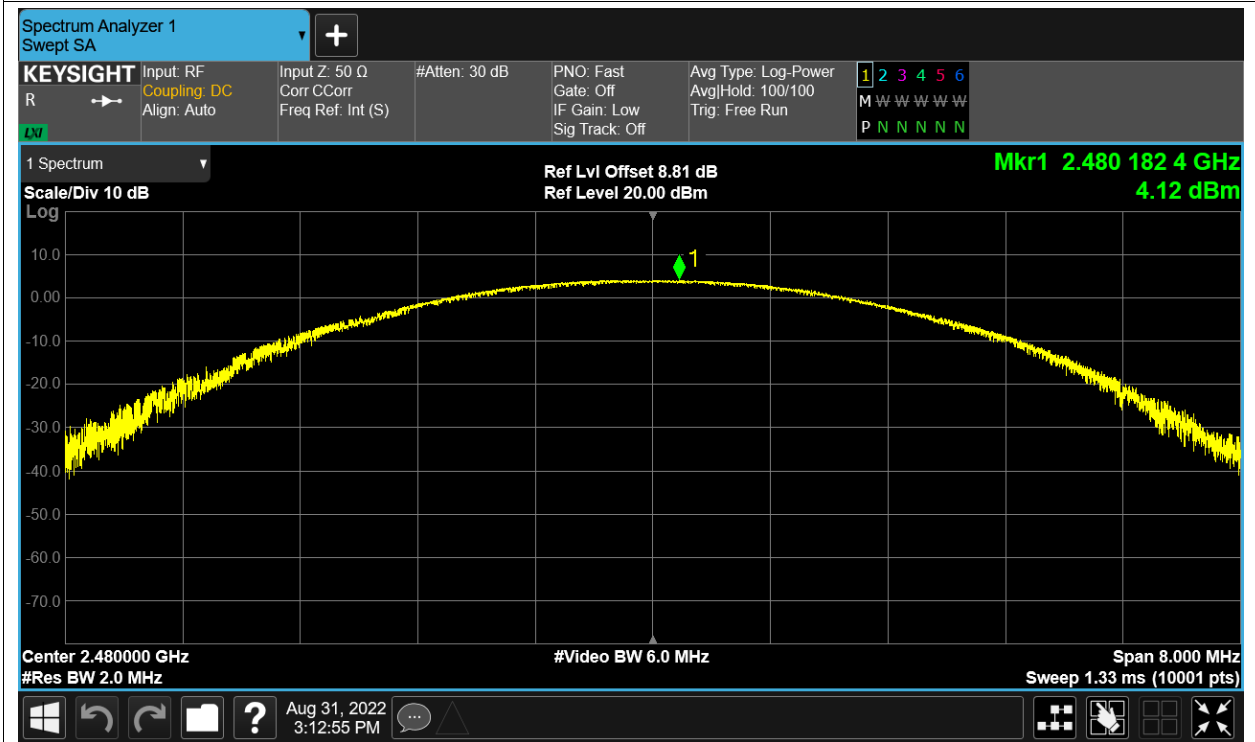 Spectrum Analyzer 1
Swept SA
+
KEYSIGHT Input: RF Input Z: 50 Ω #Atten: 30 dB PNO: Fast Avg Type: Log-Power 1 2 3 4 5 6
R Coupling: DC Corr CCorr Gate: Off Avg|Hold: 100/100 M W W W W W
Align: Auto Freq Ref: Int (S) IF Gain: Low Trig: Free Run
LXI Sig Track: Off P N N N N N
1 Spectrum Ref Lvl Offset 8.81 dB Mkr1 2.480 182 4 GHz
Scale/Div 10 dB Ref Level 20.00 dBm 4.12 dBm
Log
10.0
1
0.00
-10.0
-20.0
-30.0
-40.0
-50.0
-60.0
-70.0
Center 2.480000 GHz #Video BW 6.0 MHz Span 8.000 MHz
#Res BW 2.0 MHz Sweep 1.33 ms (10001 pts)
? Aug 31, 2022
3:12:55 PM